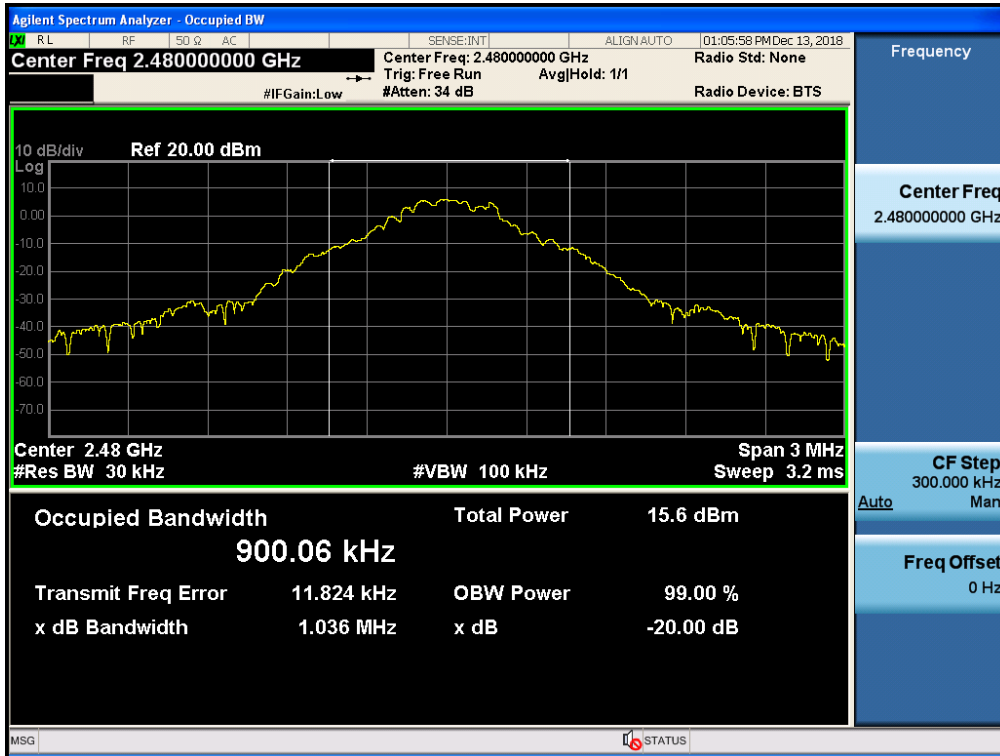 Agilent Spectrum Analyzer - Occupied BW
LXI RL RF 50 Ω AC SENSE:INT ALIGN AUTO 01:05:58 PM Dec 13, 2018
Center Freq 2.480000000 GHz
Center Freq: 2.480000000 GHz Radio Std: None
Trig: Free Run Avg|Hold: 1/1
#IFGain:Low #Atten: 34 dB Radio Device: BTS
10 dB/div Ref 20.00 dBm
Log
10.0
0.00
-10.0
-20.0
-30.0
-40.0
-50.0
-60.0
-70.0
Center 2.48 GHz Span 3 MHz
#Res BW 30 kHz #VBW 100 kHz Sweep 3.2 ms
Occupied Bandwidth Total Power 15.6 dBm
900.06 kHz
Transmit Freq Error 11.824 kHz OBW Power 99.00 %
x dB Bandwidth 1.036 MHz x dB -20.00 dB
MSG STATUS
Frequency
Center Freq
2.480000000 GHz
CF Step
300.000 kHz
Auto Man
Freq Offset
0 Hz